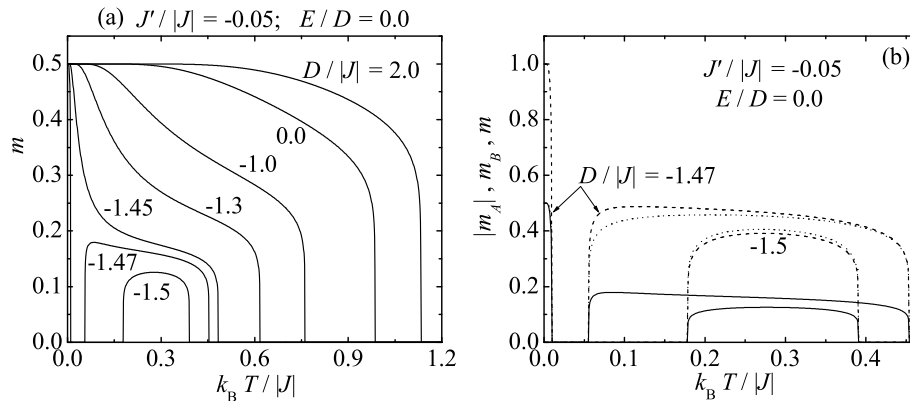 (a) J′ / |J| = -0.05; E / D = 0.0
0.5
0.4
0.3
0.2
0.1
0.0
m
D / |J| = 2.0
0.0
-1.0
-1.3
-1.45
-1.47
-1.5
0.0 0.3 0.6 0.9 1.2
k_B T / |J|
(b)
J′ / |J| = -0.05
E / D = 0.0
1.0
0.8
0.6
0.4
0.2
0.0
|m_A| , m_B , m
D / |J| = -1.47
-1.5
0.0 0.1 0.2 0.3 0.4
k_B T / |J|